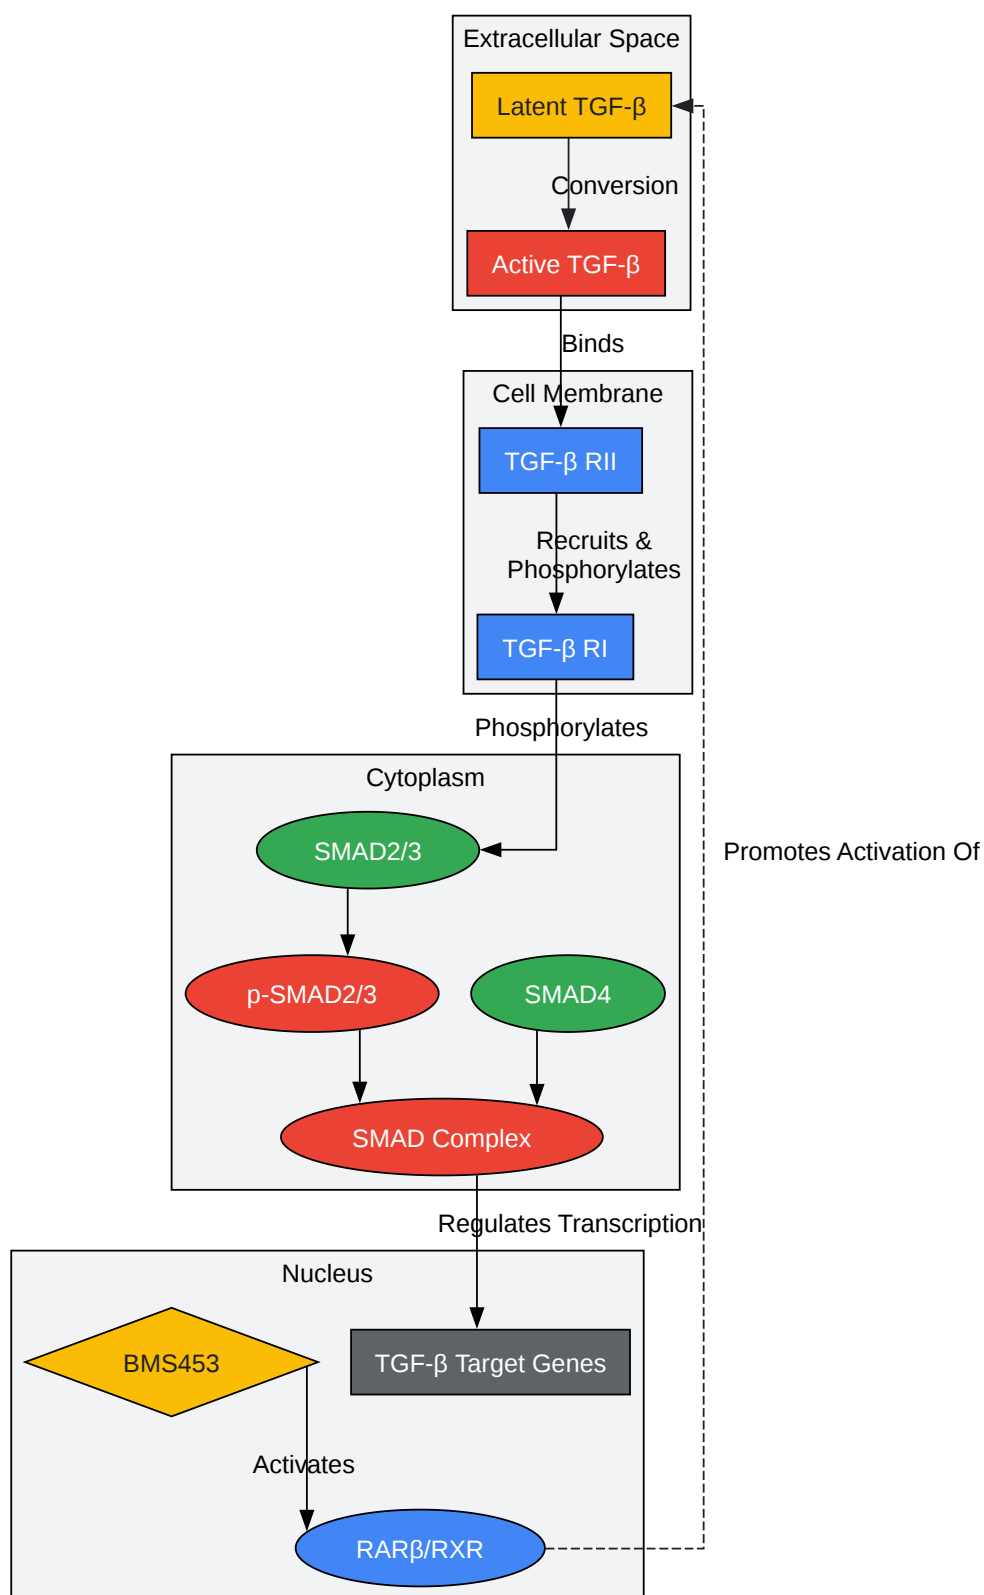 Extracellular Space
Latent TGF-β
Conversion
Active TGF-β
Binds
Cell Membrane
TGF-β RII
Recruits &
Phosphorylates
TGF-β RI
Phosphorylates
Cytoplasm
SMAD2/3
Promotes Activation Of
p-SMAD2/3
SMAD4
SMAD Complex
Regulates Transcription
Nucleus
BMS453
TGF-β Target Genes
Activates
RARβ/RXR